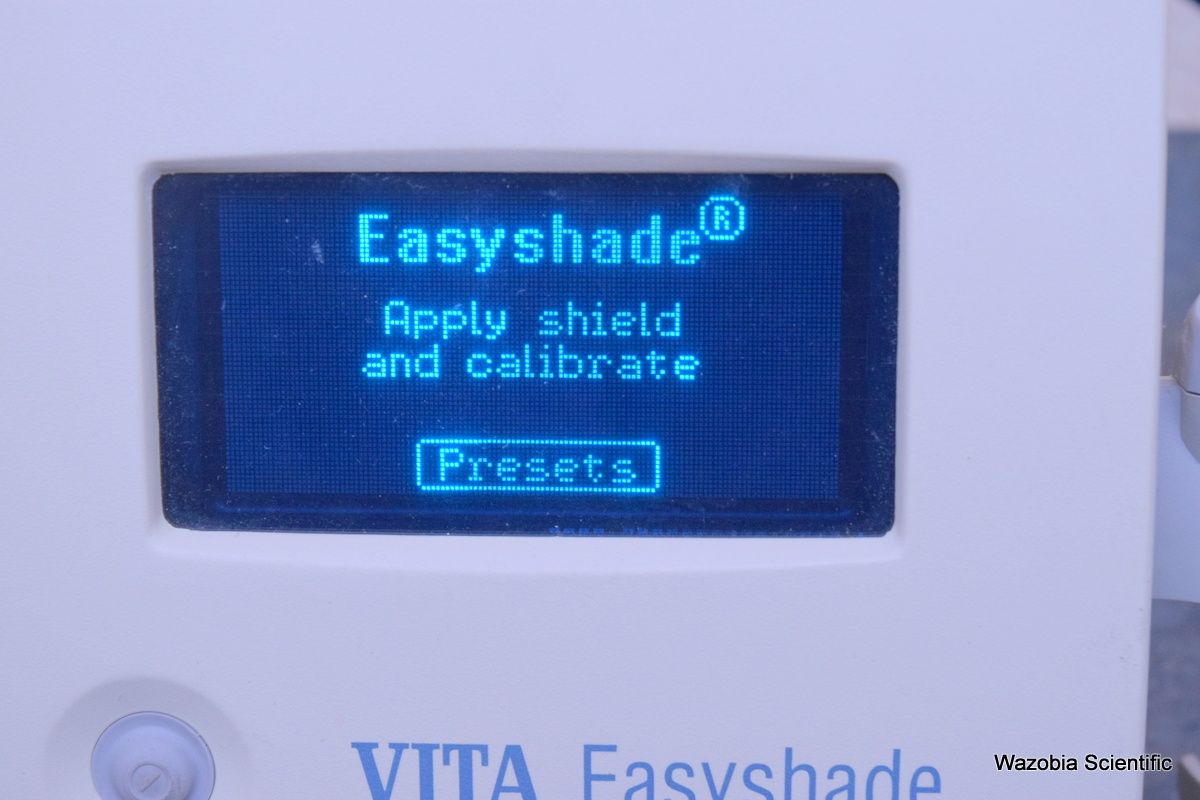 Easyshade®
Apply shield
and calibrate
Presets
VITA Easyshade
Wazobia Scientific